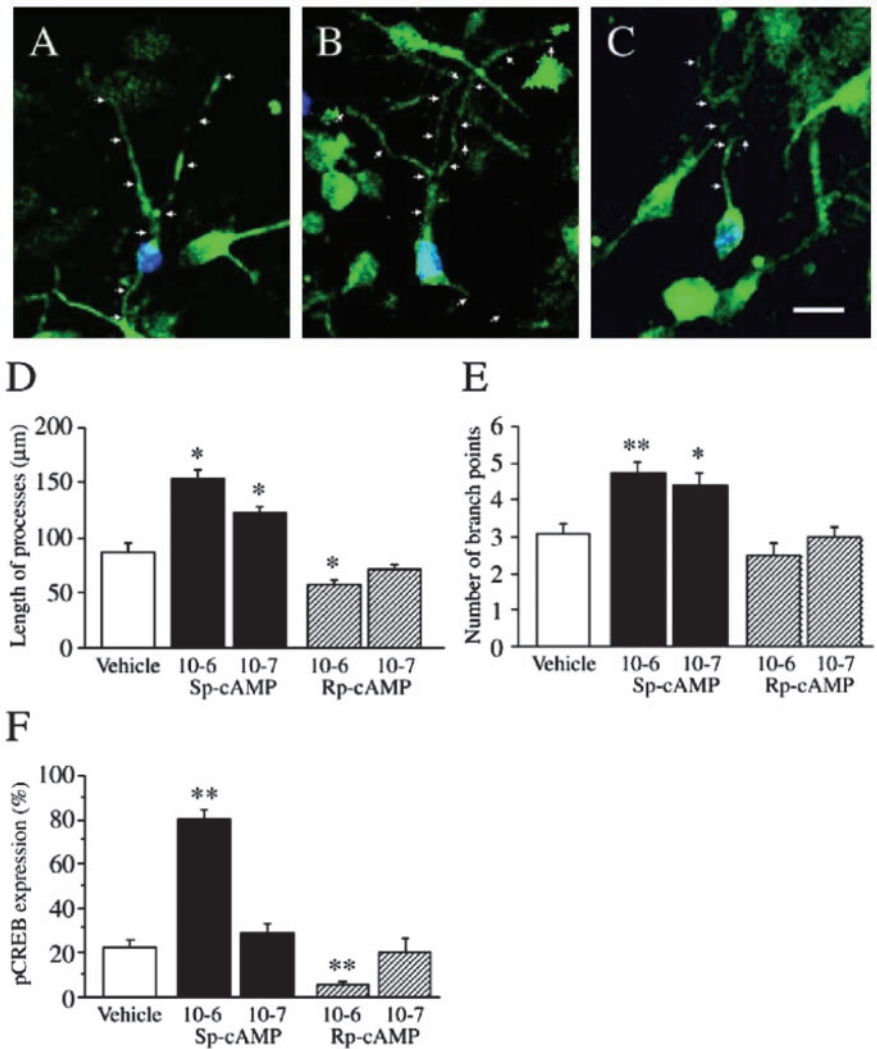 A
B
C
D
Length of processes (µm)
200
150
100
50
0
*
*
*
Vehicle
10-6
10-7
10-6
10-7
Sp-cAMP
Rp-cAMP
E
Number of branch points
6
5
4
3
2
1
0
**
*
Vehicle
10-6
10-7
10-6
10-7
Sp-cAMP
Rp-cAMP
F
pCREB expression (%)
100
80
60
40
20
0
**
**
Vehicle
10-6
10-7
10-6
10-7
Sp-cAMP
Rp-cAMP